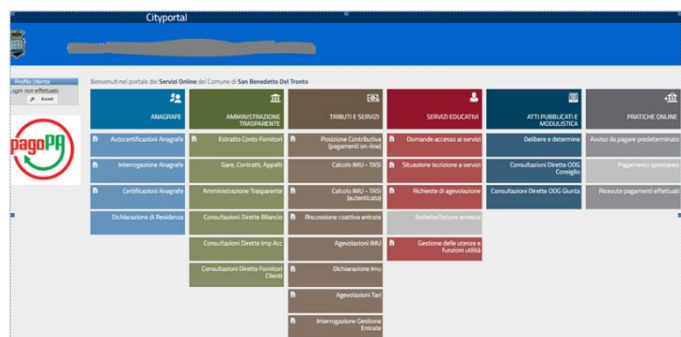 Cityportal
Profilo Utente
Login non effettuato
Accedi
Benvenuti nel portale dei Servizi Online del Comune di San Benedetto Del Tronto
pagoPA
ANAGRAFE
Autocertificazioni Anagrafe
Interrogazione Anagrafe
Certificazioni Anagrafe
Dichiarazione di Residenza
AMMINISTRAZIONE
TRASPARENTE
Estratto Conto Fornitori
Gare, Contratti, Appalti
Amministrazione Trasparente
Consultazioni Dirette Bilancio
Consultazioni Dirette Imp Acc
Consultazioni Diretta Fornitori
Clienti
TRIBUTI E SERVIZI
Posizione Contributiva
(pagamenti on-line)
Calcolo IMU - TASI
Calcolo IMU - TASI
(autenticato)
Riscossione coattiva entrate
Agevolazioni IMU
Dichiarazione Imu
Agevolazioni Tari
Interrogazione Gestione
Entrate
SERVIZI EDUCATIVI
Domande accesso ai servizi
Situazione iscrizione a servizi
Richieste di agevolazione
Bollette/fatture emesse
Gestione delle utenze e
funzioni utilità
ATTI PUBBLICATI E
MODULISTICA
Delibere e determine
Consultazioni Dirette ODG
Consiglio
Consultazioni Dirette ODG Giunta
PRATICHE ONLINE
Avviso da pagare predeterminato
Pagamento spontaneo
Ricevute pagamenti effettuati